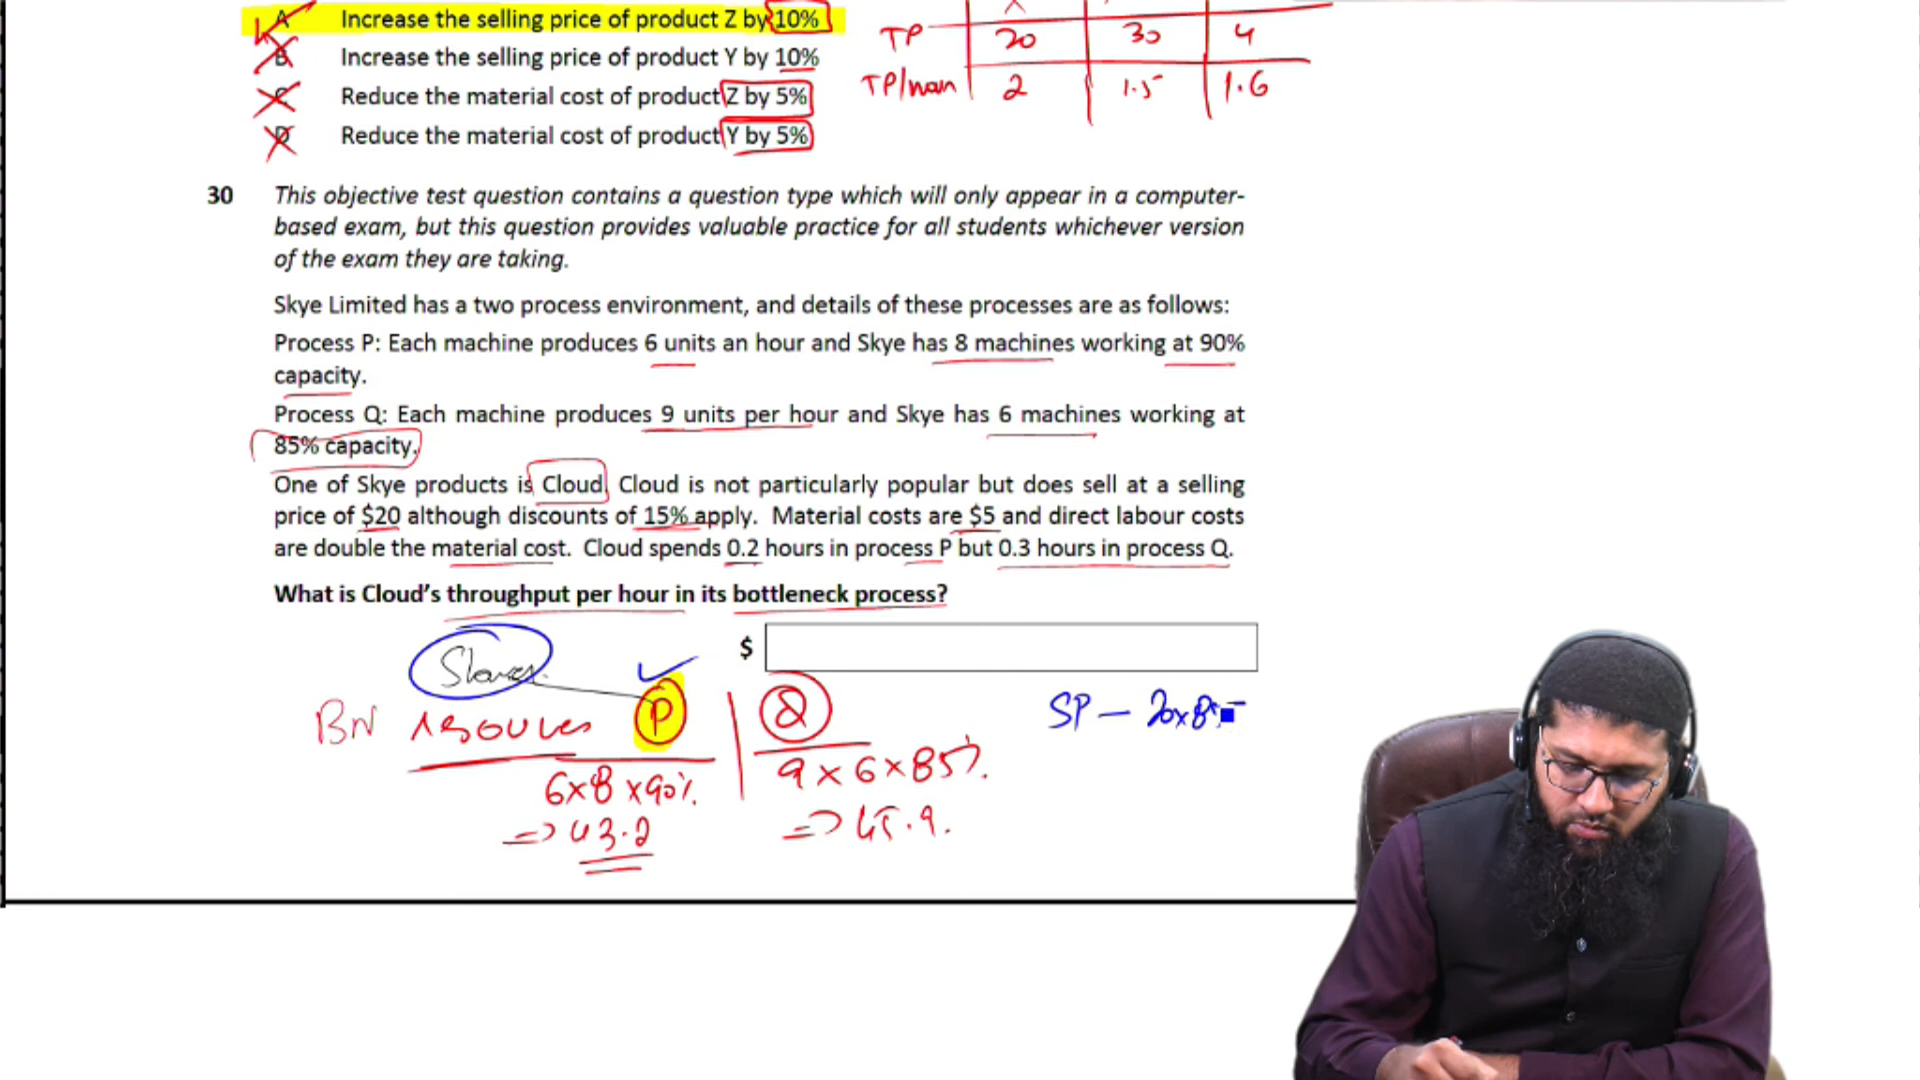 A Increase the selling price of product Z by 10%
B Increase the selling price of product Y by 10%
C Reduce the material cost of product Z by 5%
D Reduce the material cost of product Y by 5%
TP 20 30 4
TP/man 2 1.5 1.6
30 This objective test question contains a question type which will only appear in a computer-
based exam, but this question provides valuable practice for all students whichever version
of the exam they are taking.
Skye Limited has a two process environment, and details of these processes are as follows:
Process P: Each machine produces 6 units an hour and Skye has 8 machines working at 90%
capacity.
Process Q: Each machine produces 9 units per hour and Skye has 6 machines working at
85% capacity.
One of Skye products is Cloud. Cloud is not particularly popular but does sell at a selling
price of $20 although discounts of 15% apply. Material costs are $5 and direct labour costs
are double the material cost. Cloud spends 0.2 hours in process P but 0.3 hours in process Q.
What is Cloud's throughput per hour in its bottleneck process?
$
BN resources P Q
SP – 20x85
6x8x90%
9x6x85%.
=> 43.2
=> 45.9.